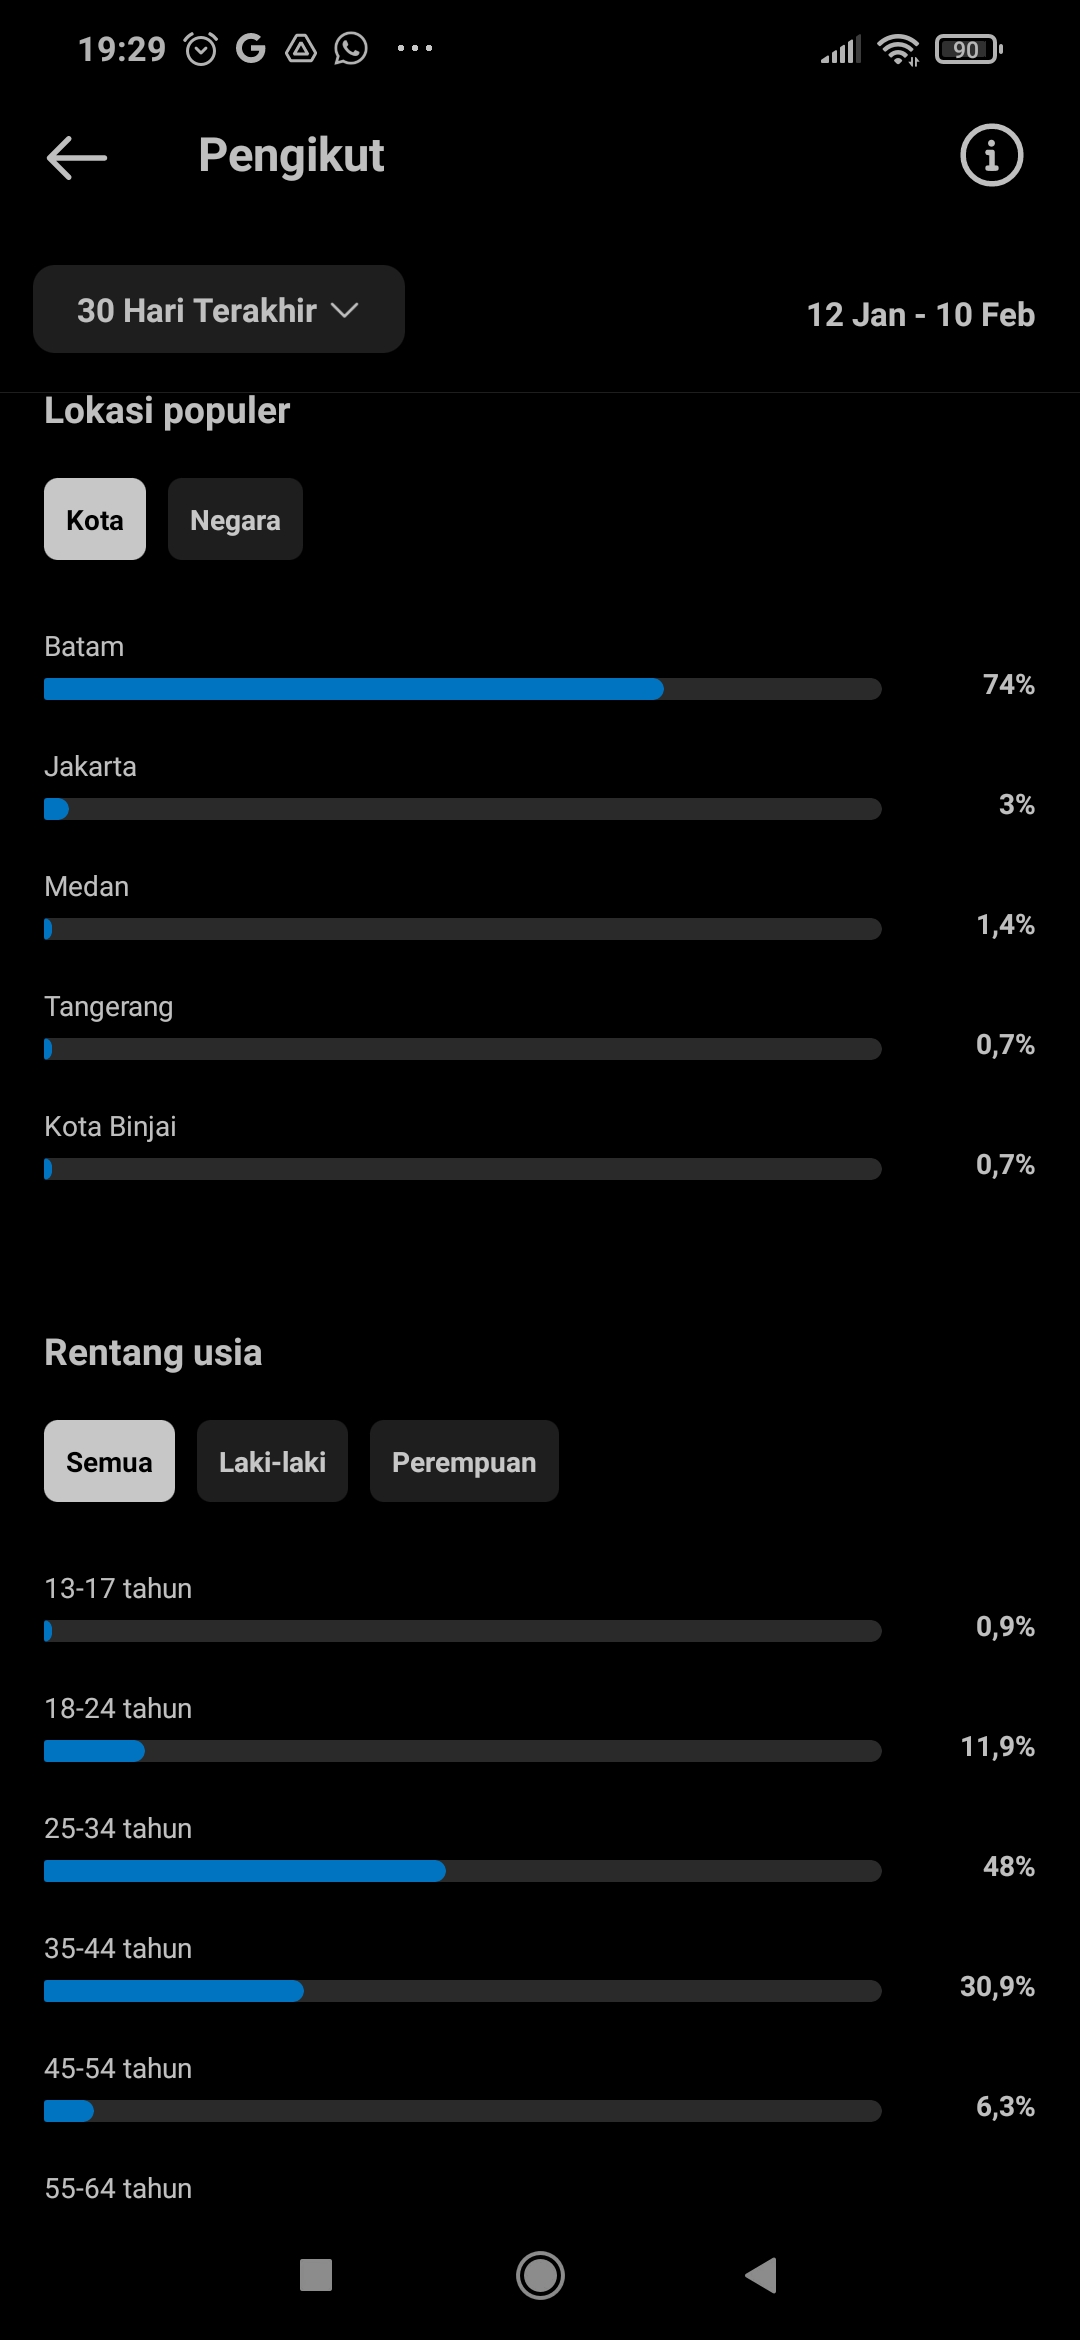 19:29
90
Pengikut
30 Hari Terakhir
12 Jan - 10 Feb
Lokasi populer
Kota Negara
Batam
74%
Jakarta
3%
Medan
1,4%
Tangerang
0,7%
Kota Binjai
0,7%
Rentang usia
Semua Laki-laki Perempuan
13-17 tahun
0,9%
18-24 tahun
11,9%
25-34 tahun
48%
35-44 tahun
30,9%
45-54 tahun
6,3%
55-64 tahun